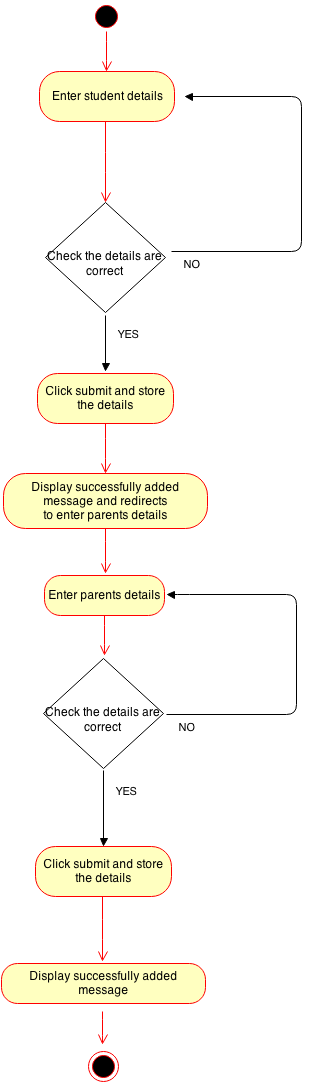 Enter student details
Check the details are
correct
NO
YES
Click submit and store
the details
Display successfully added
message and redirects
to enter parents details
Enter parents details
Check the details are
correct
NO
YES
Click submit and store
the details
Display successfully added
message